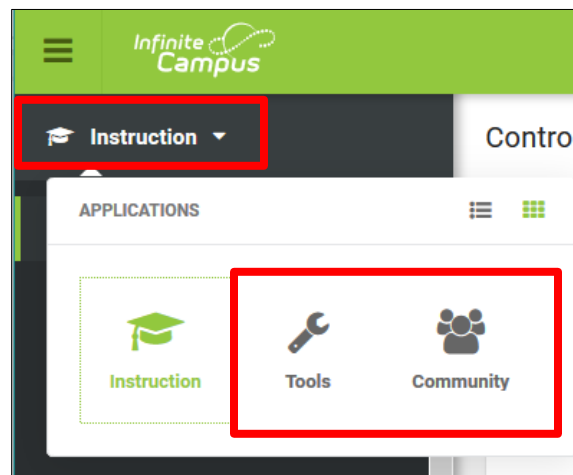 Infinite
Campus
Instruction
Contro
APPLICATIONS
Instruction Tools Community